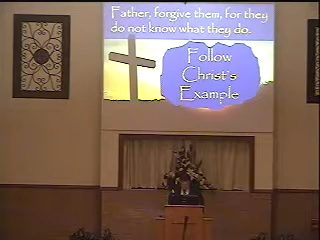 Father, forgive them, for they
do not know what they do.
Follow
Christ's
Example